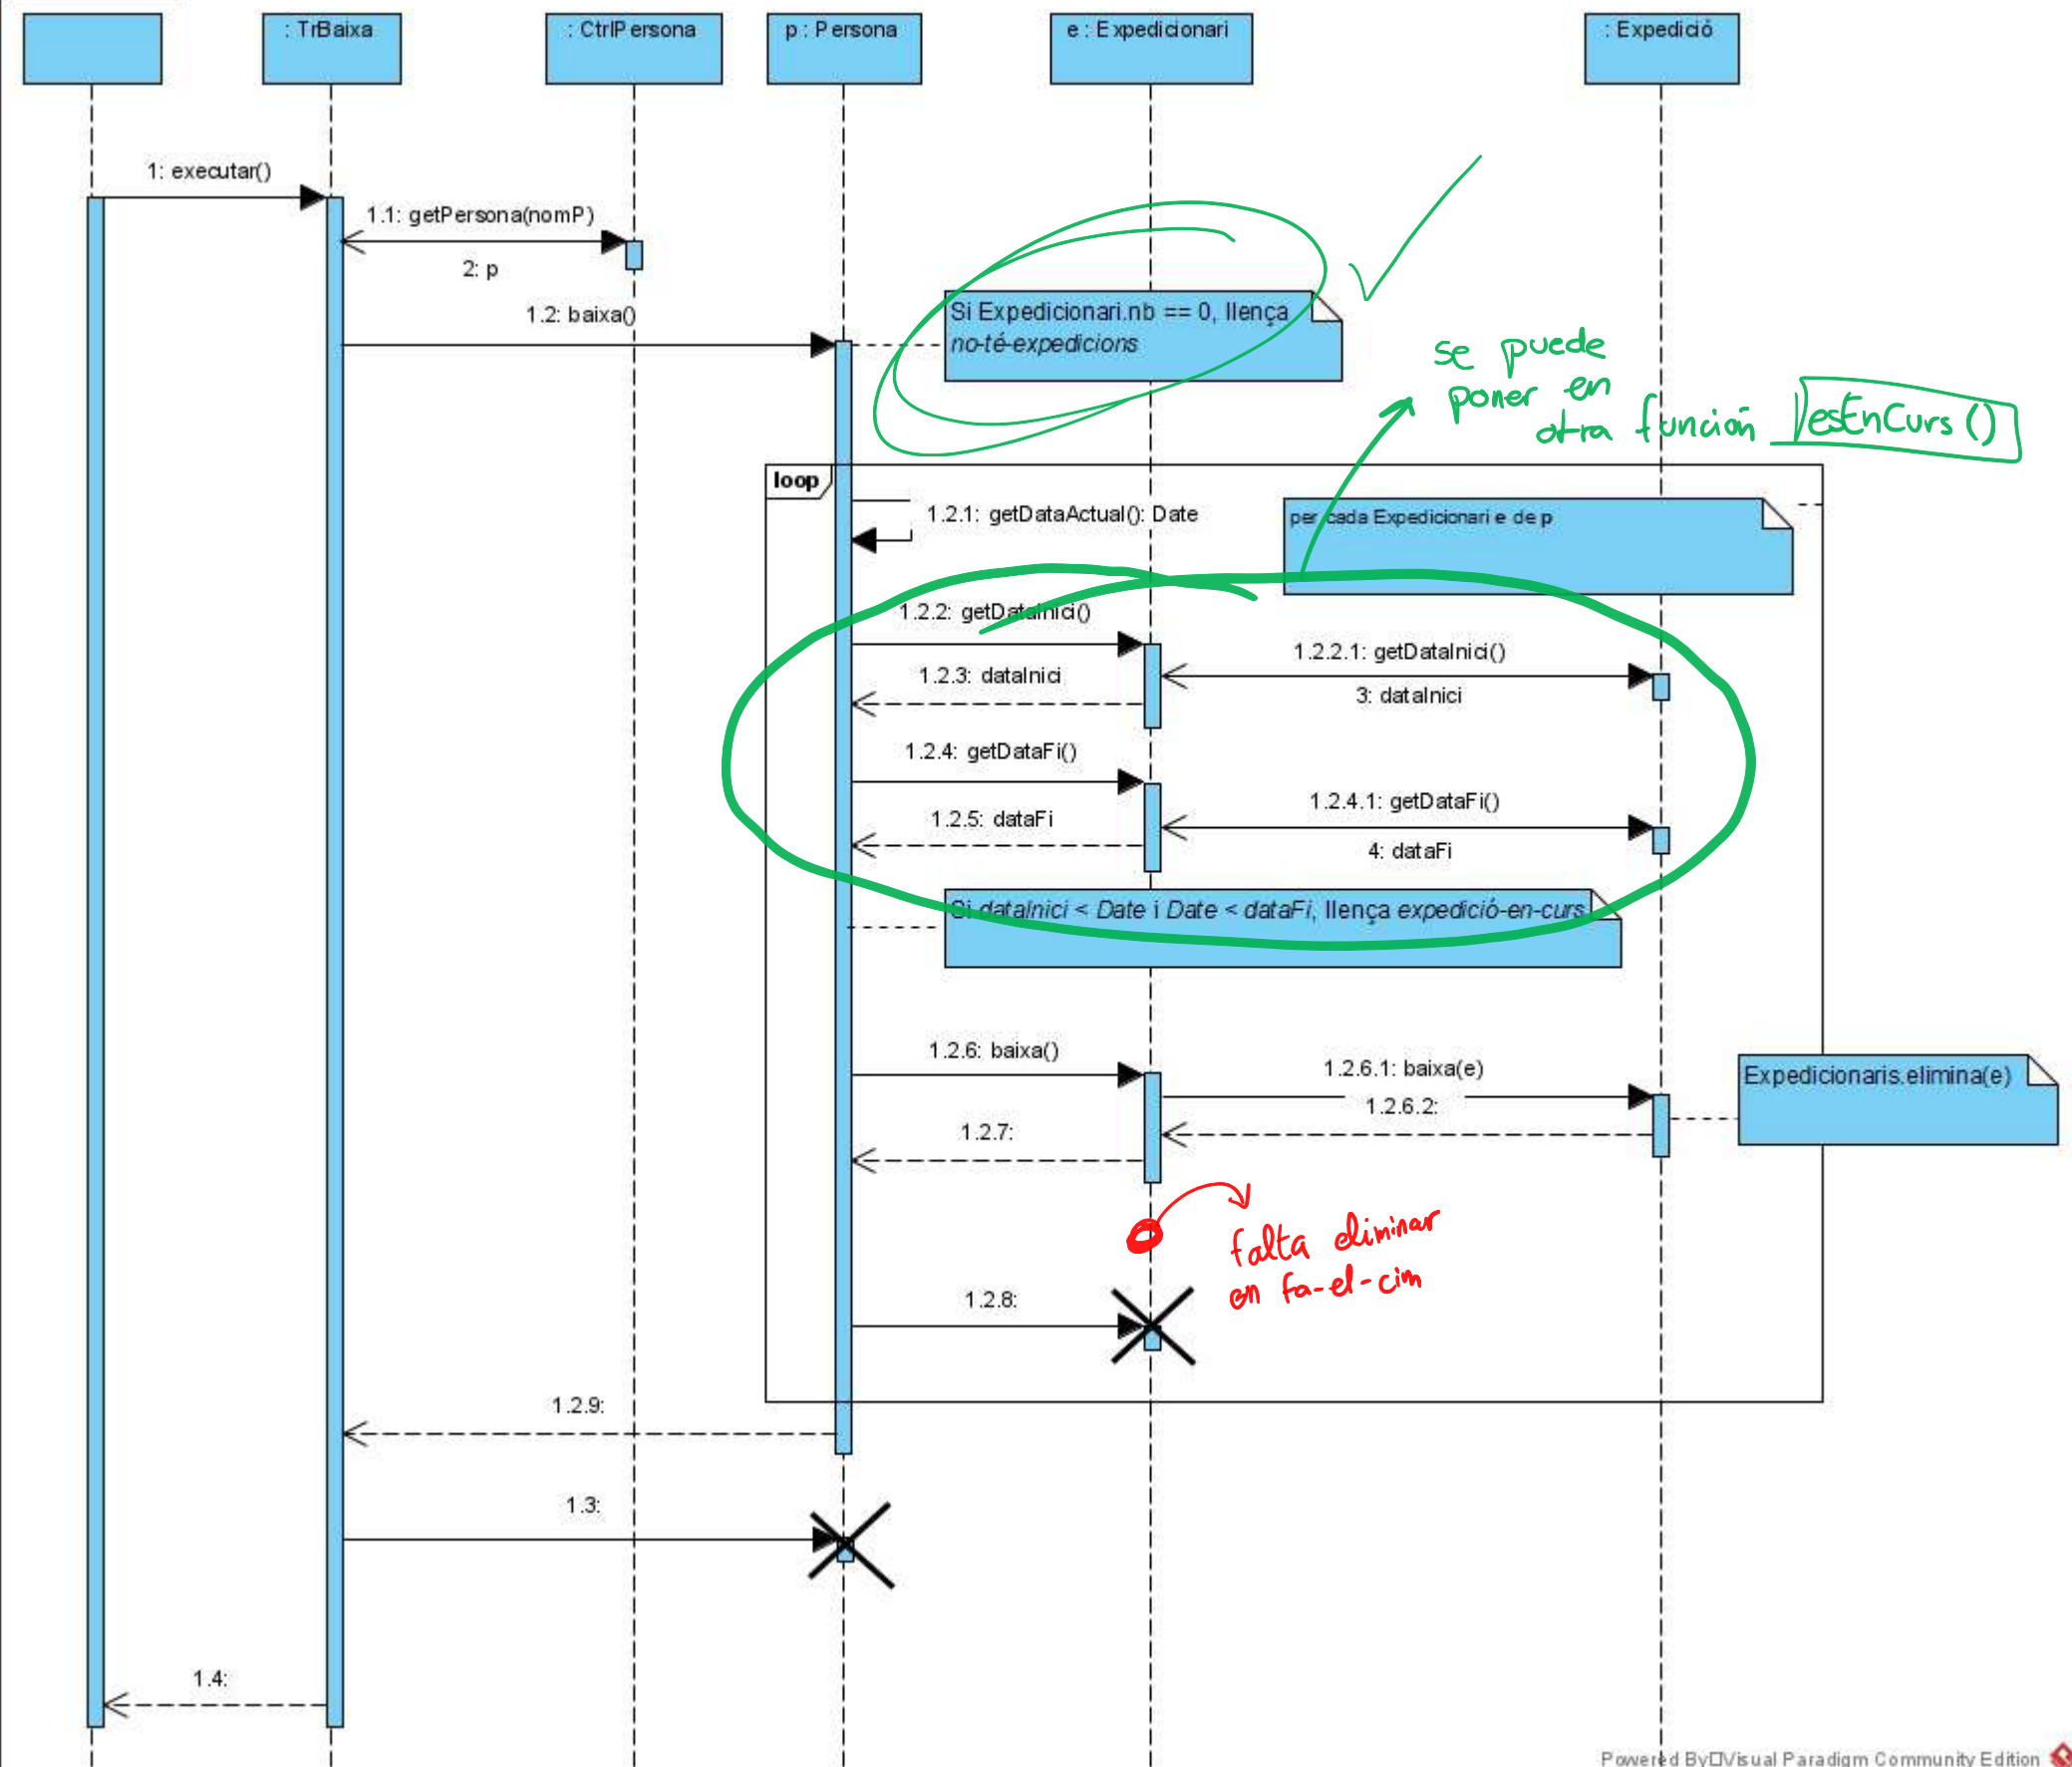 : TrBaixa
: CtrlPersona
p : Persona
e : Expedicionari
: Expedició
1: executar()
1.1: getPersona(nomP)
2: p
1.2: baixa()
Si Expedicionari.nb == 0, llença
no-té-expedicions
se puede
poner en
otra función esEnCurs()
loop
1.2.1: getDataActual(): Date
per cada Expedicionari e de p
1.2.2: getDataInici()
1.2.2.1: getDataInici()
1.2.3: dataInici
3: dataInici
1.2.4: getDataFi()
1.2.4.1: getDataFi()
1.2.5: dataFi
4: dataFi
Si dataInici < Date i Date < dataFi, llença expedició-en-curs
1.2.6: baixa()
1.2.6.1: baixa(e)
Expedicionaris.elimina(e)
1.2.6.2:
1.2.7:
falta eliminar
en fa-el-cim
1.2.8:
1.2.9:
1.3:
1.4:
Powered By□Visual Paradigm Community Edition